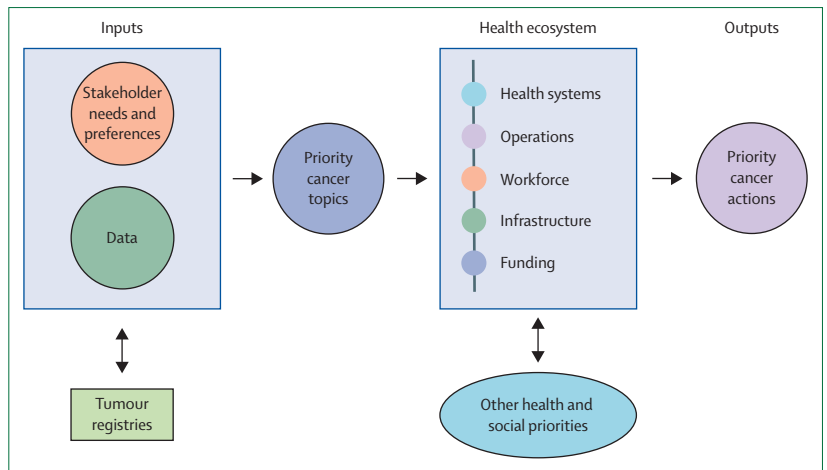 Inputs
Health ecosystem
Outputs
Stakeholder
needs and
preferences
Data
Priority
cancer
topics
Health systems
Operations
Workforce
Infrastructure
Funding
Priority
cancer
actions
Tumour
registries
Other health and
social priorities